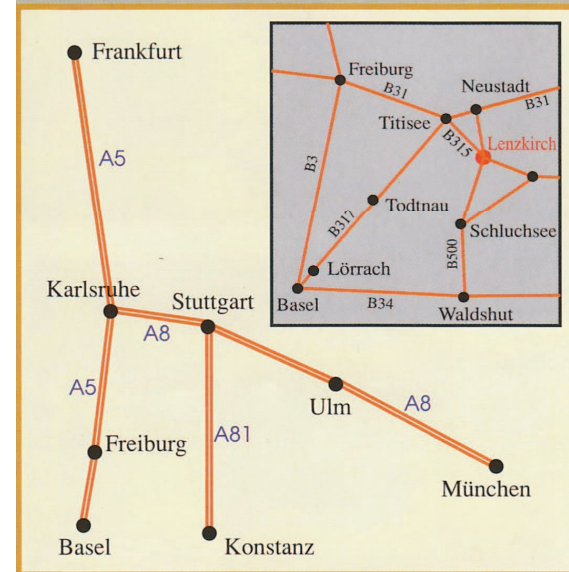 Frankfurt
A5
Karlsruhe
Stuttgart
A8
A5
Ulm
A8
A81
Freiburg
München
Basel
Konstanz
Freiburg
B31
Neustadt
B31
Titisee
B315
Lenzkirch
B3
Todtnau
B317
Schluchsee
B500
Lörrach
Basel
B34
Waldshut